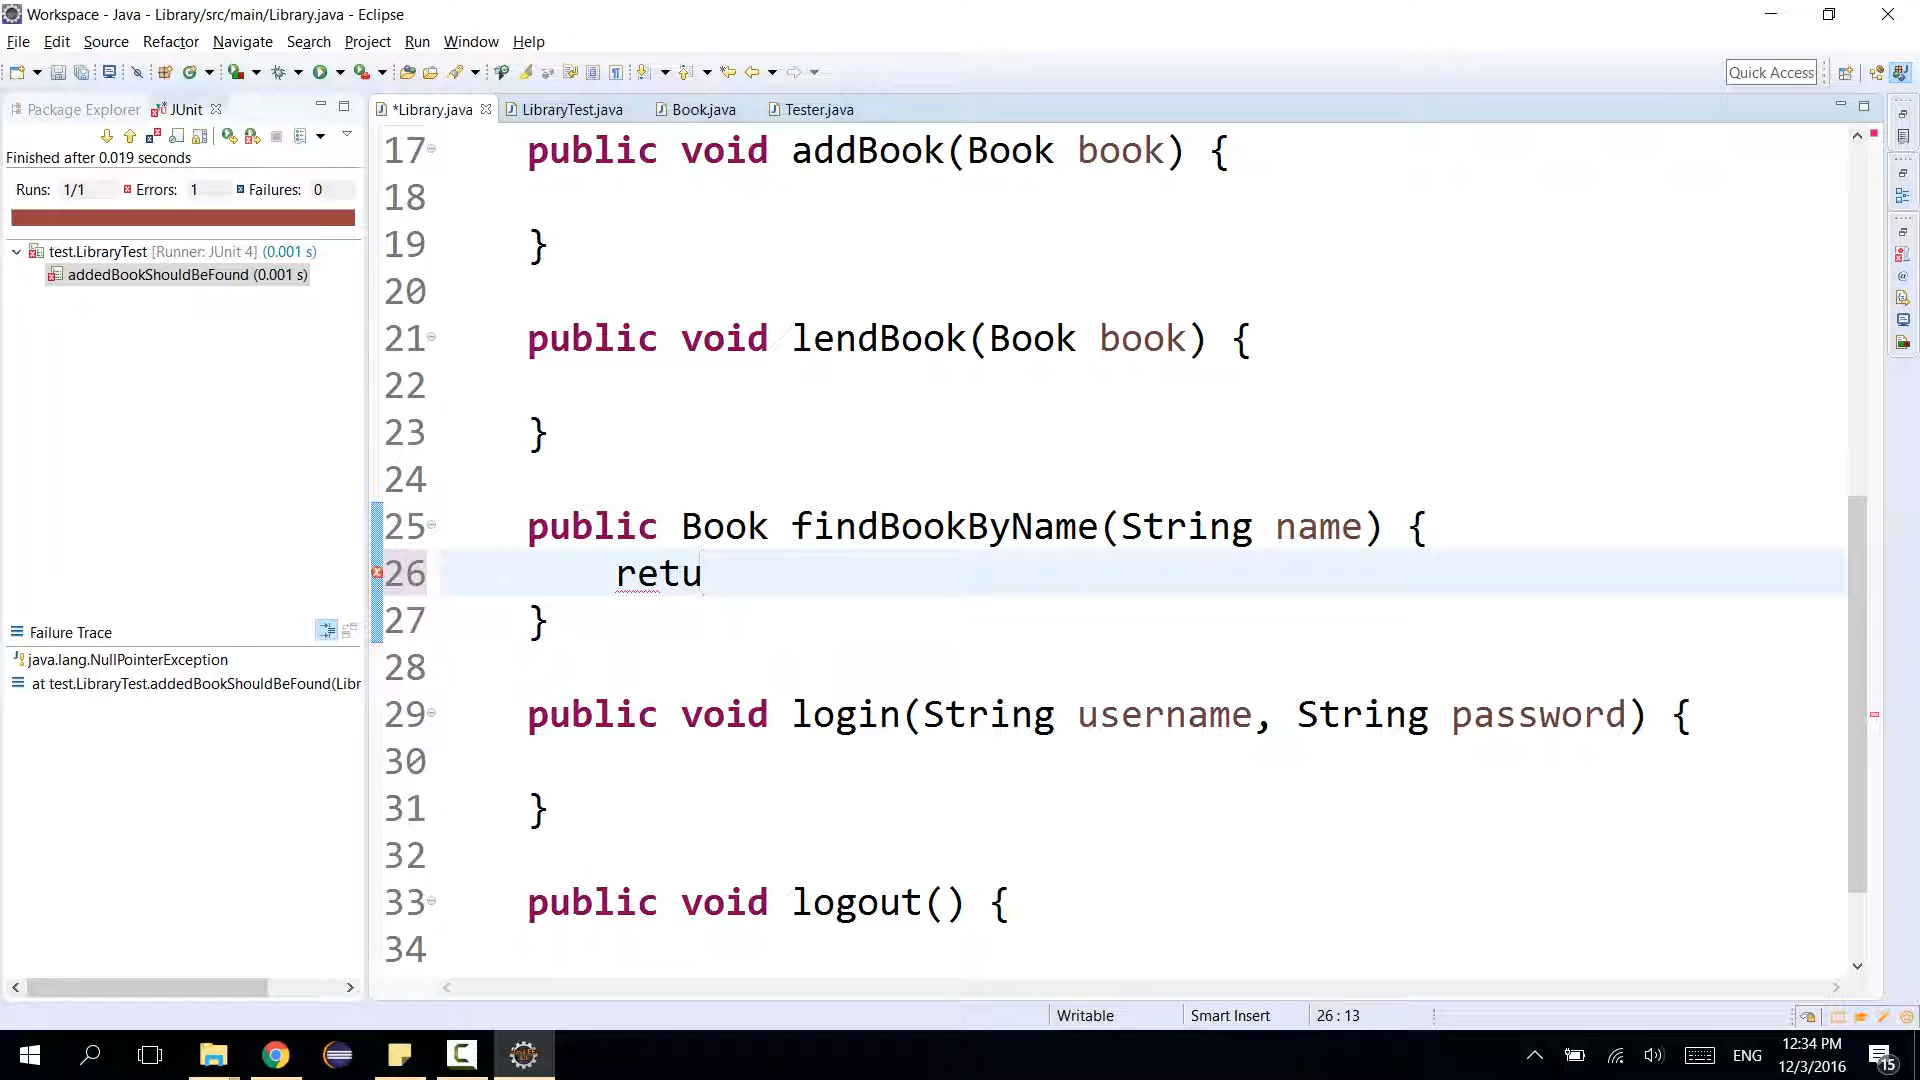 Workspace - Java - Library/src/main/Library.java - Eclipse
File Edit Source Refactor Navigate Search Project Run Window Help
Quick Access
Package Explorer JUnit
*Library.java LibraryTest.java Book.java Tester.java
Finished after 0.019 seconds
Runs: 1/1 Errors: 1 Failures: 0
test.LibraryTest [Runner: JUnit 4] (0.001 s)
addedBookShouldBeFound (0.001 s)
Failure Trace
java.lang.NullPointerException
at test.LibraryTest.addedBookShouldBeFound(Libr
17 public void addBook(Book book) {
18
19 }
20
21 public void lendBook(Book book) {
22
23 }
24
25 public Book findBookByName(String name) {
26 retu
27 }
28
29 public void login(String username, String password) {
30
31 }
32
33 public void logout() {
34
Writable Smart Insert 26 : 13
ENG
12:34 PM
12/3/2016
15